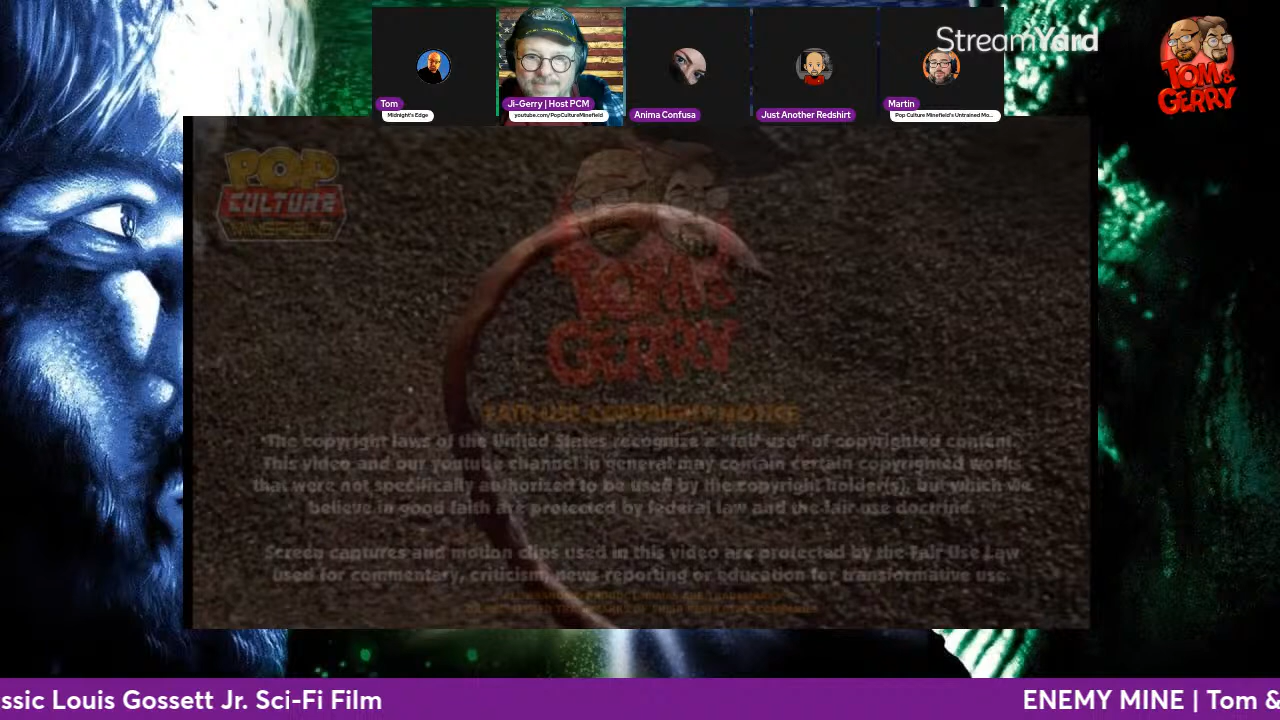 StreamYard
Tom
Midnight's Edge
Ji-Gerry | Host PCM
youtube.com/PopCultureMinefield
Anima Confusa
Just Another Redshirt
Martin
Pop Culture Minefield's Untrained Mo...
TOM &
GERRY
POP
CULTURE
MINEFIELD
TOM &
GERRY
FAIR USE COPYRIGHT NOTICE
"The copyright laws of the United States recognize a "fair use" of copyrighted content.
This video and our youtube channel in general may contain certain copyrighted works
that were not specifically authorized to be used by the copyright holder(s), but which we
believe in good faith are protected by federal law and the fair use doctrine.
Screen captures and motion clips used in this video are protected by the Fair Use Law
used for commentary, criticism, news reporting or education for transformative use.
ssic Louis Gossett Jr. Sci-Fi Film
ENEMY MINE | Tom &